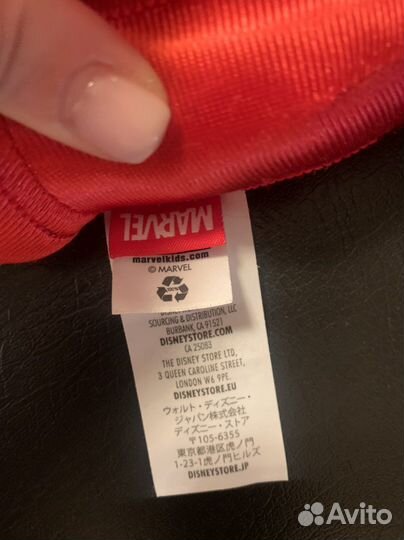 MARVEL
marvelkids.com
© MARVEL
100%
SOURCING & DISTRIBUTION, LLC
BURBANK, CA 91521
DISNEYSTORE.COM
CA 25083
THE DISNEY STORE LTD,
3 QUEEN CAROLINE STREET,
LONDON W6 9PE.
DISNEYSTORE.EU
ウォルト・ディズニー・
ジャパン株式会社
ディズニー・ストア
〒105-6355
東京都港区虎ノ門
1-23-1虎ノ門ヒルズ
DISNEYSTORE.JP
Avito